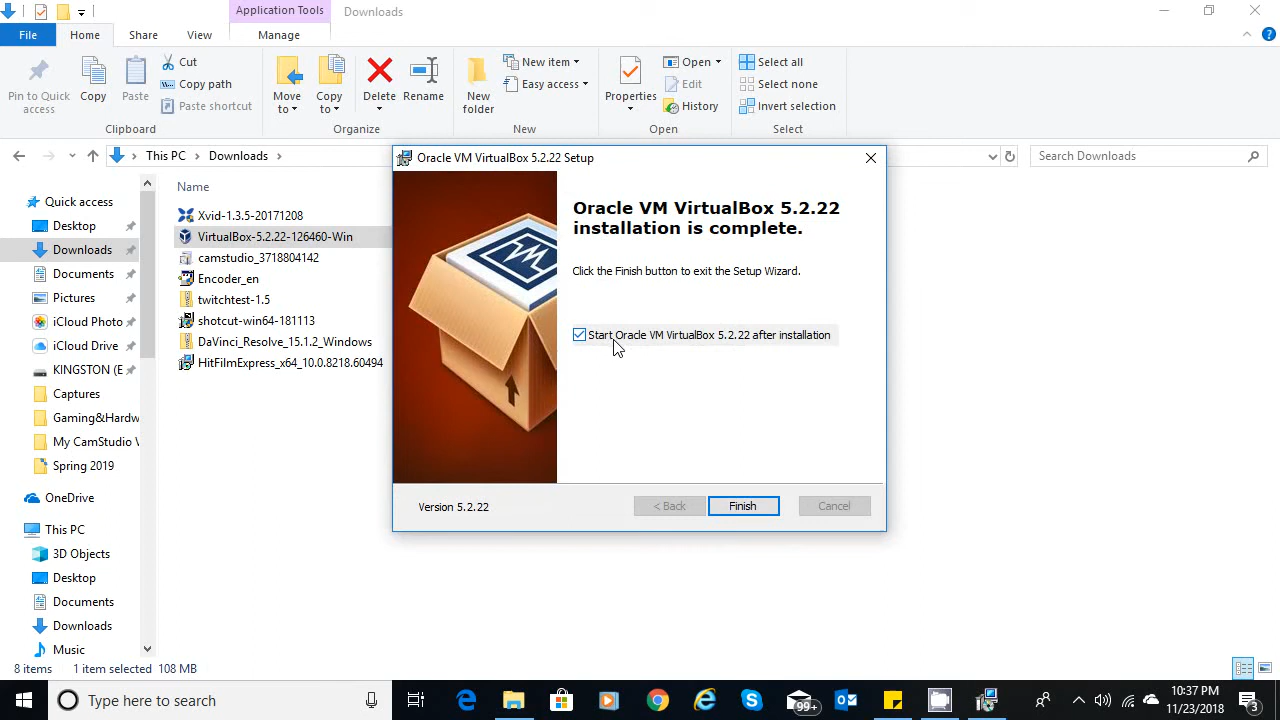 Application Tools
Downloads
File
Home
Share
View
Manage
Pin to Quick access
Copy
Paste
Cut
Copy path
Paste shortcut
Clipboard
Move to
Copy to
Delete
Rename
Organize
New folder
New item
Easy access
New
Properties
Open
Edit
History
Open
Select all
Select none
Invert selection
Select
This PC
Downloads
Search Downloads
Quick access
Desktop
Downloads
Documents
Pictures
iCloud Photo
iCloud Drive
KINGSTON (E
Captures
Gaming&Hardw
My CamStudio V
Spring 2019
OneDrive
This PC
3D Objects
Desktop
Documents
Downloads
Music
Name
Xvid-1.3.5-20171208
VirtualBox-5.2.22-126460-Win
camstudio_3718804142
Encoder_en
twitchtest-1.5
shotcut-win64-181113
DaVinci_Resolve_15.1.2_Windows
HitFilmExpress_x64_10.0.8218.60494
Oracle VM VirtualBox 5.2.22 Setup
Oracle VM VirtualBox 5.2.22
installation is complete.
Click the Finish button to exit the Setup Wizard.
Start Oracle VM VirtualBox 5.2.22 after installation
Version 5.2.22
< Back
Finish
Cancel
8 items
1 item selected 108 MB
Type here to search
99+
10:37 PM
11/23/2018
3